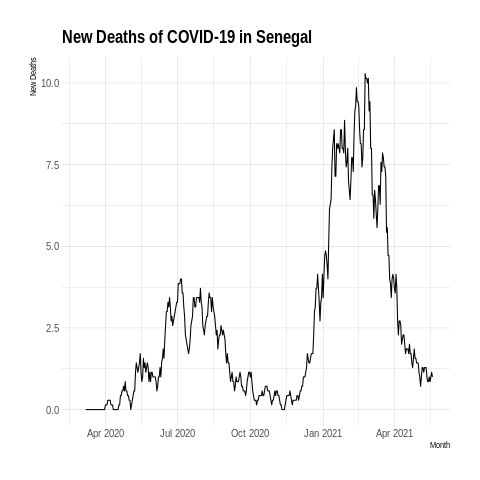 New Deaths of COVID-19 in Senegal
New Deaths
10.0
7.5
5.0
2.5
0.0
Apr 2020 Jul 2020 Oct 2020 Jan 2021 Apr 2021
Month